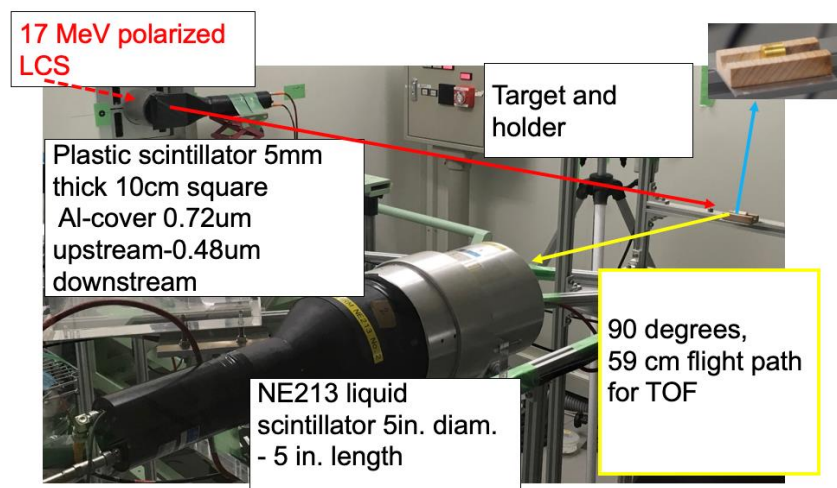 17 MeV polarized
LCS
Target and
holder
Plastic scintillator 5mm
thick 10cm square
Al-cover 0.72um
upstream-0.48um
downstream
90 degrees,
59 cm flight path
for TOF
NE213 liquid
scintillator 5in. diam.
- 5 in. length